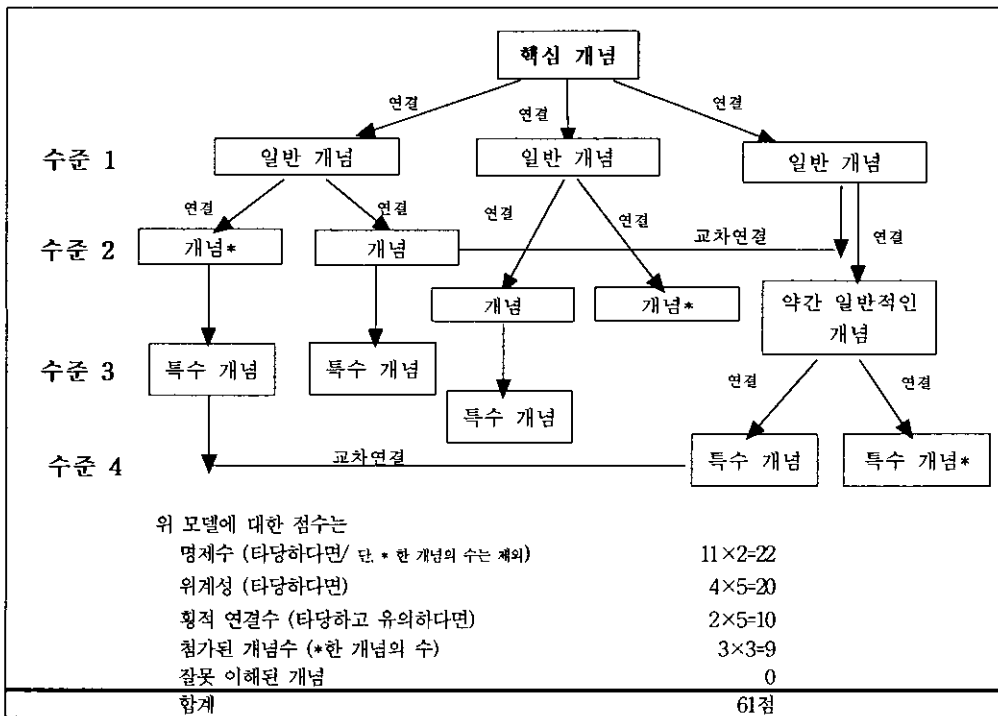 핵심 개념
연결
연결
연결
수준 1
일반 개념
일반 개념
일반 개념
연결
연결
연결
연결
수준 2
개념*
개념
교차연결
연결
개념
개념*
약간 일반적인
개념
수준 3
특수 개념
특수 개념
연결
연결
특수 개념
수준 4
교차연결
특수 개념
특수 개념*
위 모델에 대한 점수는
명제수 (타당하다면/ 단, * 한 개념의 수는 제외) 11×2=22
위계성 (타당하다면) 4×5=20
횡적 연결수 (타당하고 유의하다면) 2×5=10
첨가된 개념수 (*한 개념의 수) 3×3=9
잘못 이해된 개념 0
합계 61점